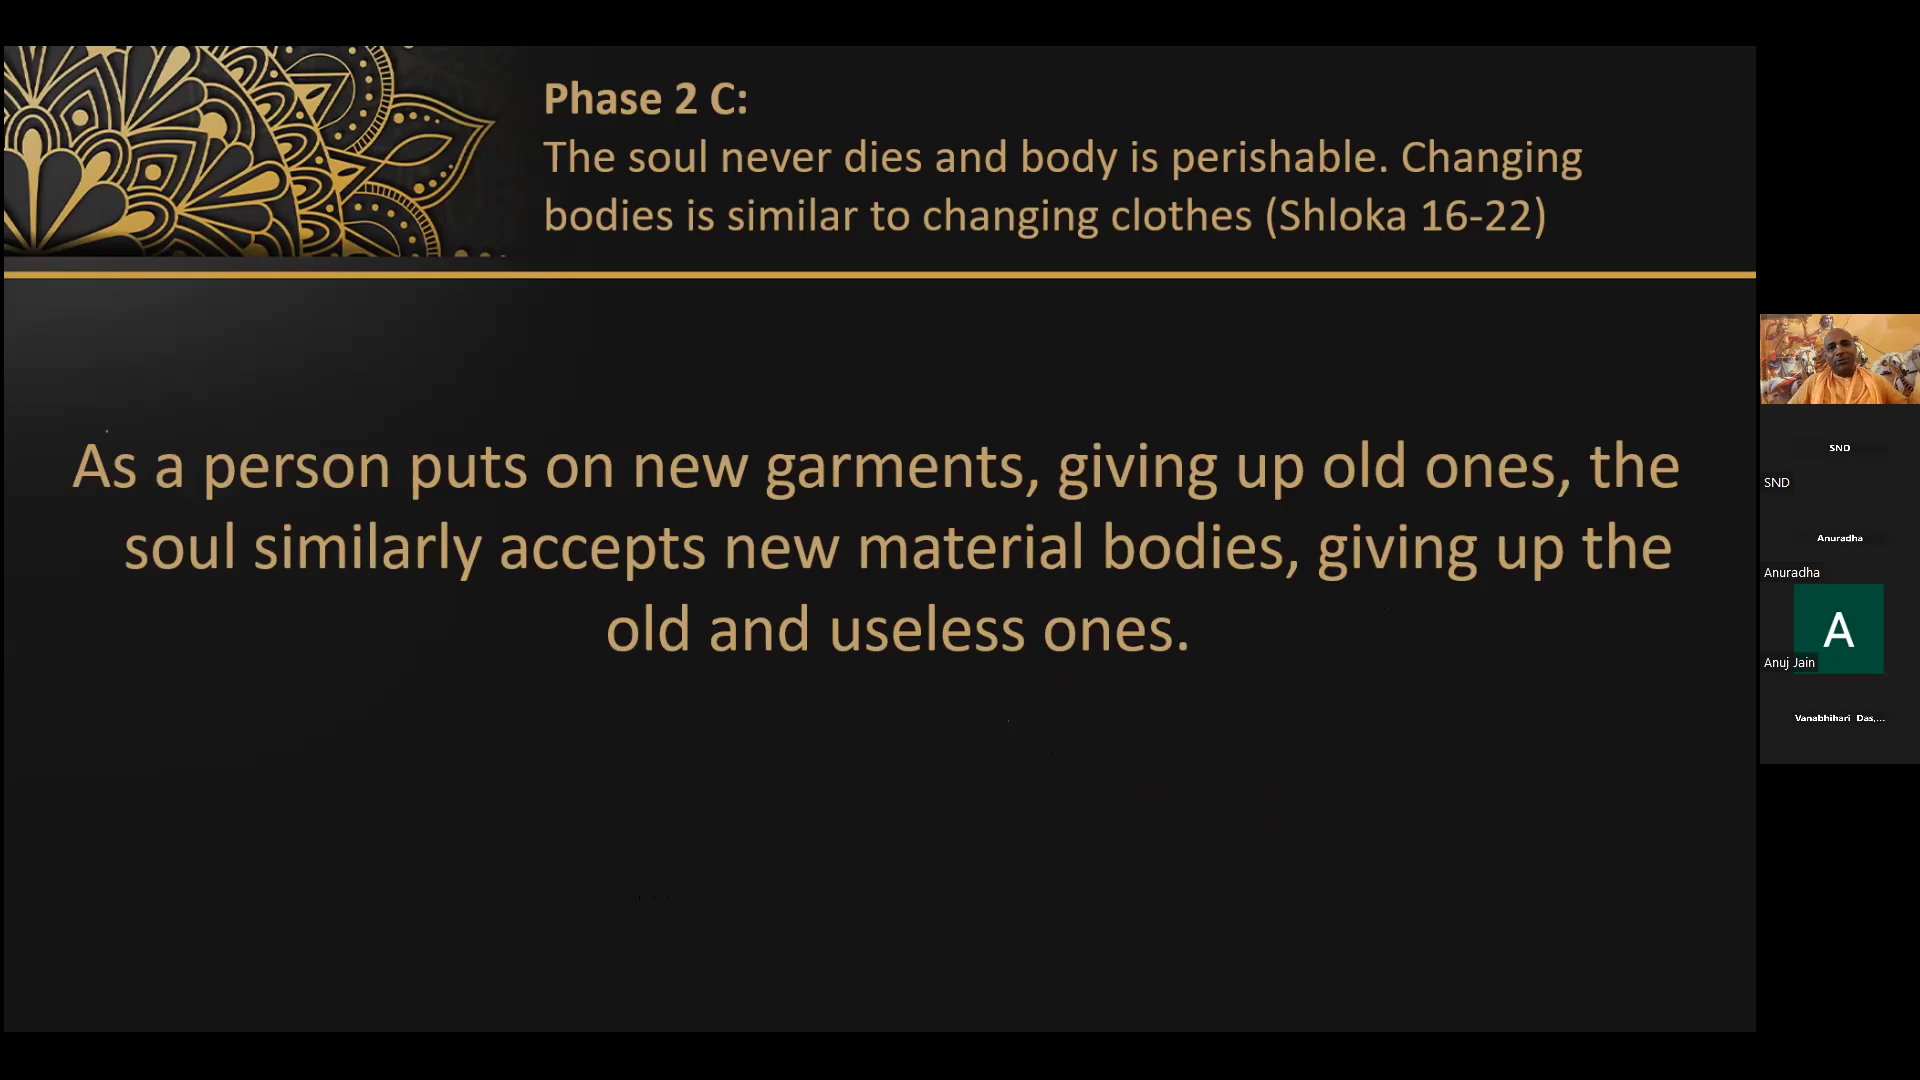 Phase 2 C:
The soul never dies and body is perishable. Changing
bodies is similar to changing clothes (Shloka 16-22)
As a person puts on new garments, giving up old ones, the
soul similarly accepts new material bodies, giving up the
old and useless ones.
SND
SND
Anuradha
Anuradha
A
Anuj Jain
Vanabhihari Das,...